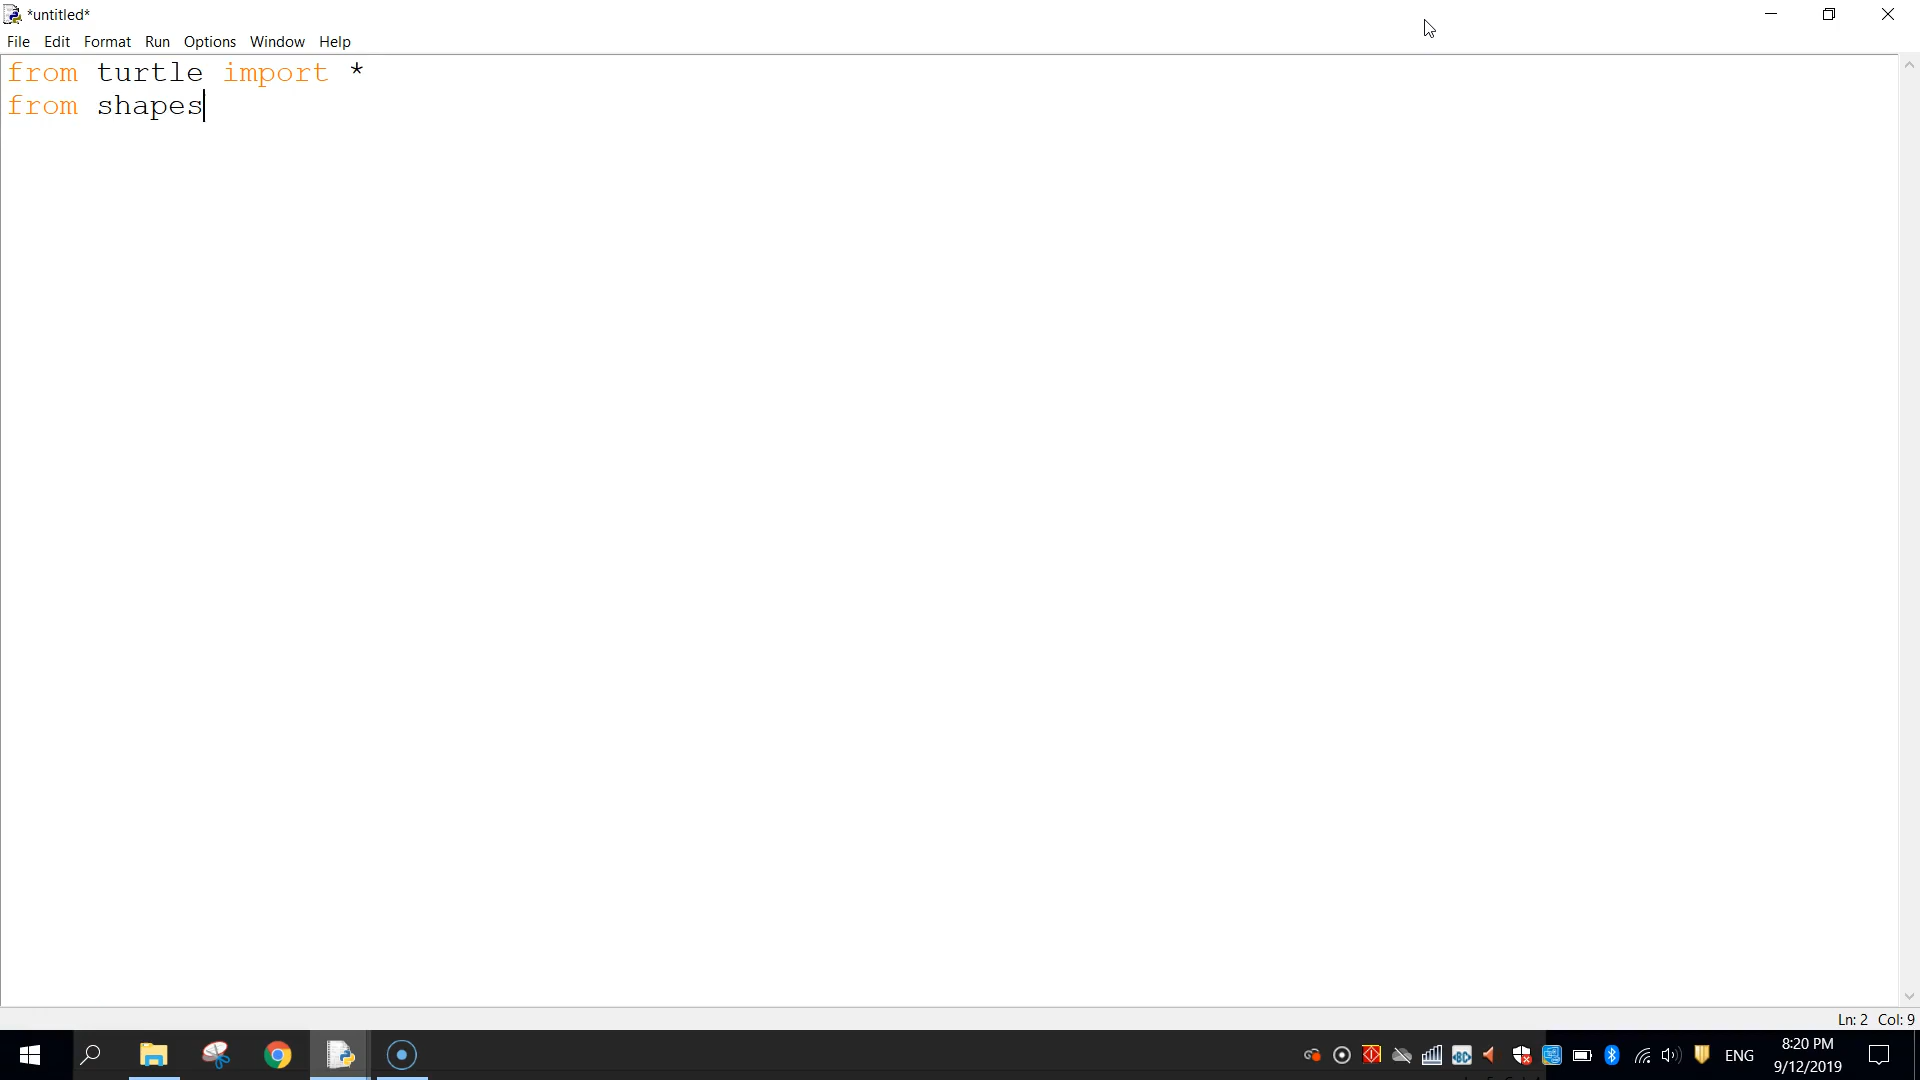 *untitled*
File Edit Format Run Options Window Help
from turtle import *
from shapes
Ln: 2 Col: 9
ENG
8:20 PM
9/12/2019